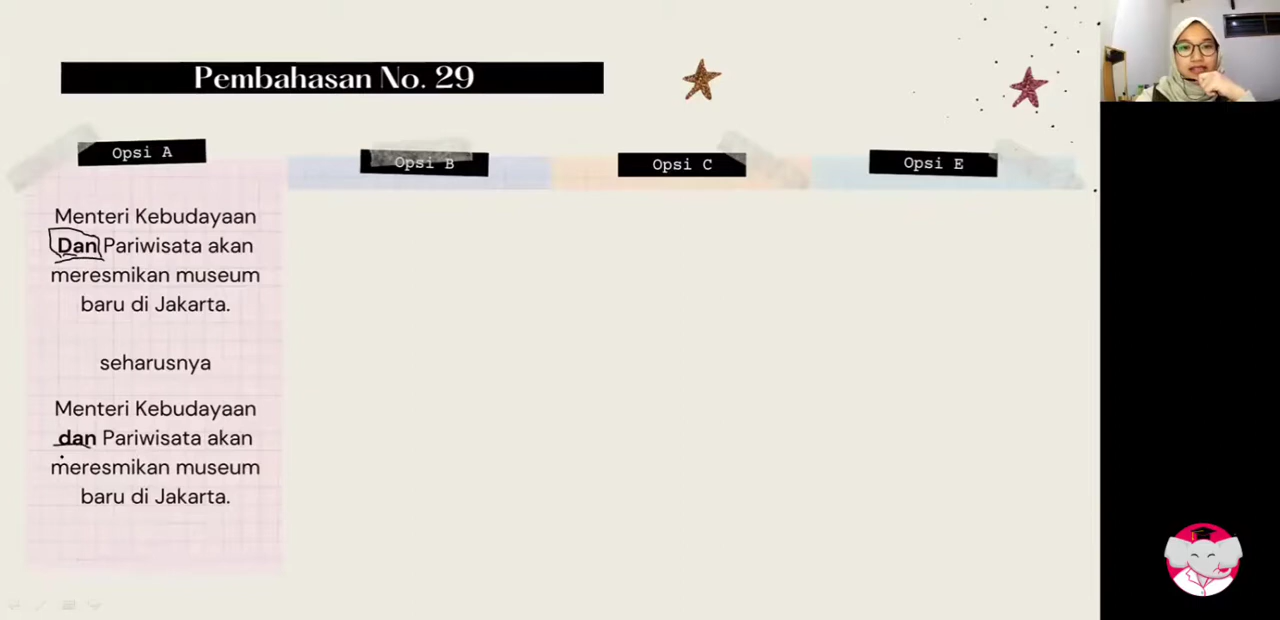 Pembahasan No. 29
Opsi A
Opsi B
Opsi C
Opsi E
Menteri Kebudayaan
Dan Pariwisata akan
meresmikan museum
baru di Jakarta.
seharusnya
Menteri Kebudayaan
dan Pariwisata akan
meresmikan museum
baru di Jakarta.